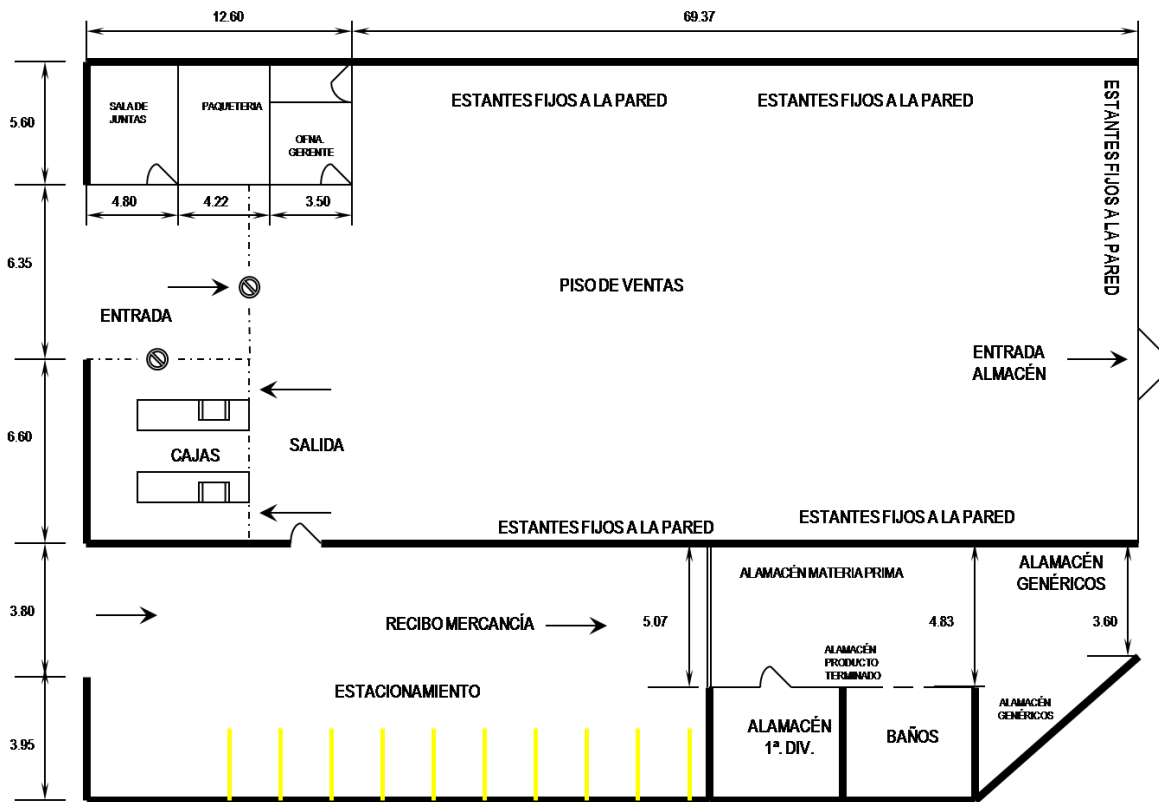 12.60
69.37
5.60
SALA DE
JUNTAS
PAQUETERIA
OFNA.
GERENTE
ESTANTES FIJOS A LA PARED
ESTANTES FIJOS A LA PARED
ESTANTES FIJOS A LA PARED
4.80
4.22
3.50
6.35
PISO DE VENTAS
ENTRADA
ENTRADA
ALMACÉN
6.60
CAJAS
SALIDA
ESTANTES FIJOS A LA PARED
ESTANTES FIJOS A LA PARED
3.80
RECIBO MERCANCÍA
5.07
ALAMACÉN MATERIA PRIMA
4.83
ALAMACÉN
GENÉRICOS
3.60
ALAMACÉN
PRODUCTO
TERMINADO
ESTACIONAMIENTO
3.95
ALAMACÉN
1ª. DIV.
BAÑOS
ALAMACÉN
GENÉRICOS